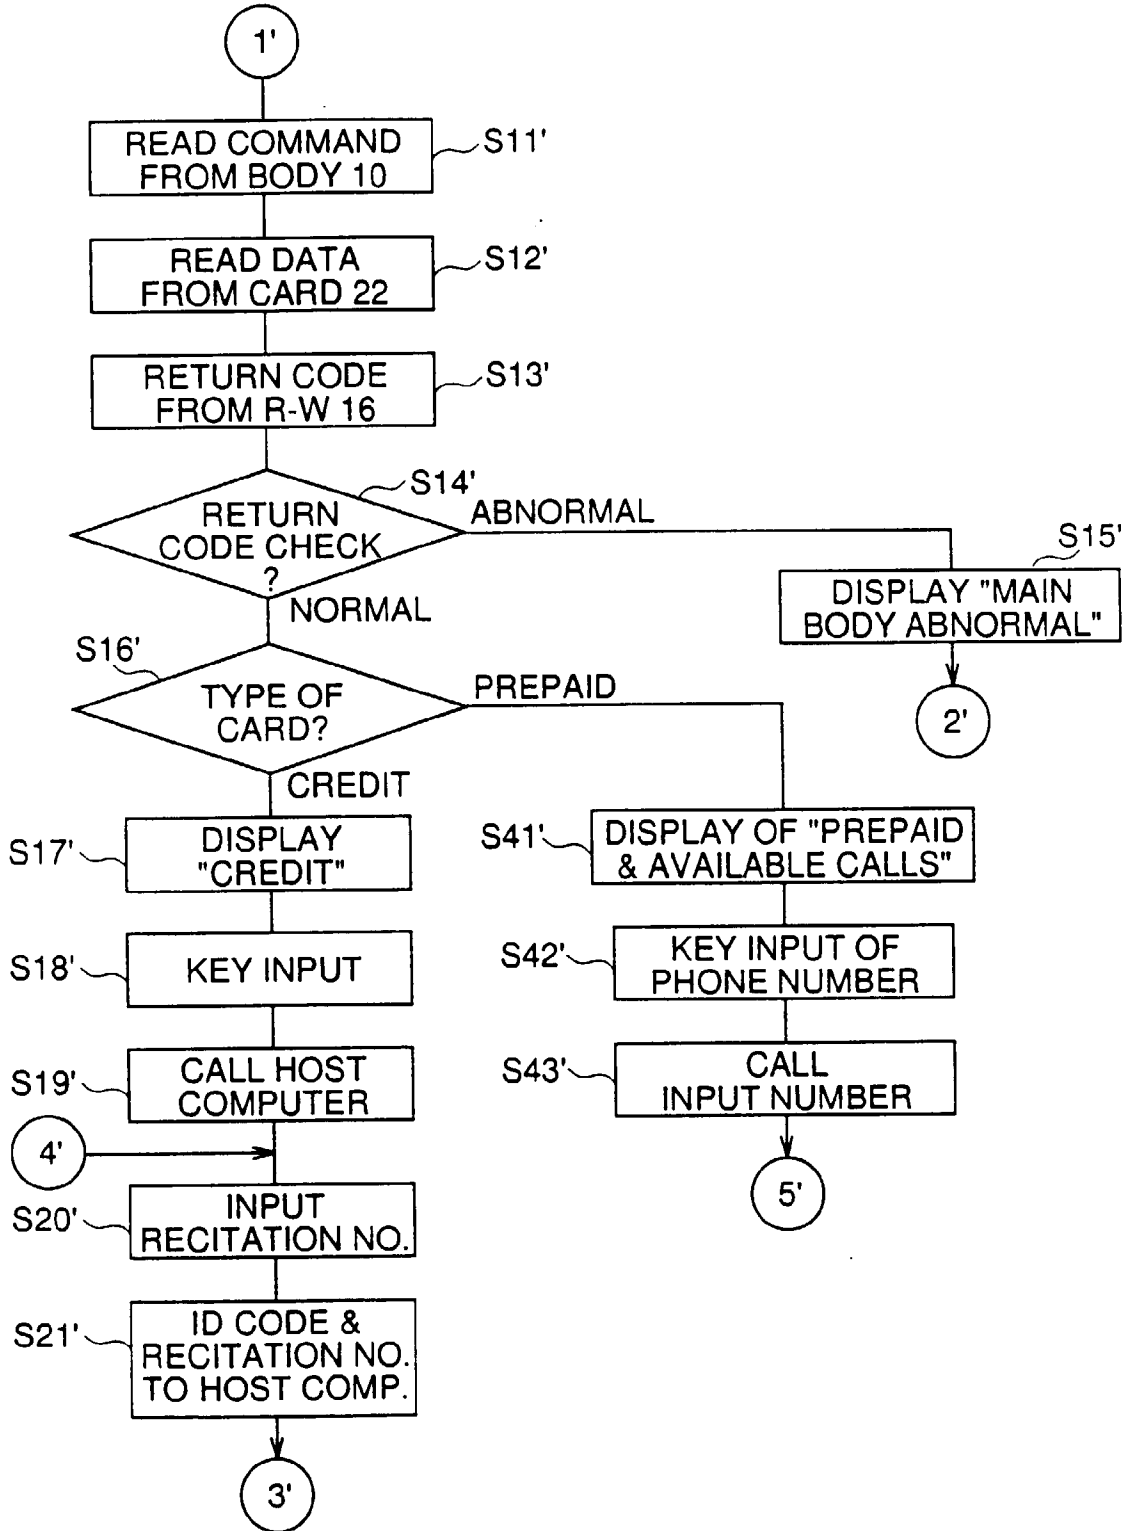 1'
READ COMMAND
FROM BODY 10
S11'
READ DATA
FROM CARD 22
S12'
RETURN CODE
FROM R-W 16
S13'
S14'
RETURN
CODE CHECK
?
ABNORMAL
NORMAL
S15'
DISPLAY "MAIN
BODY ABNORMAL"
2'
S16'
TYPE OF
CARD?
PREPAID
CREDIT
S17'
DISPLAY
"CREDIT"
S18'
KEY INPUT
S19'
CALL HOST
COMPUTER
4'
S20'
INPUT
RECITATION NO.
S21'
ID CODE &
RECITATION NO.
TO HOST COMP.
3'
S41'
DISPLAY OF "PREPAID
& AVAILABLE CALLS"
S42'
KEY INPUT OF
PHONE NUMBER
S43'
CALL
INPUT NUMBER
5'